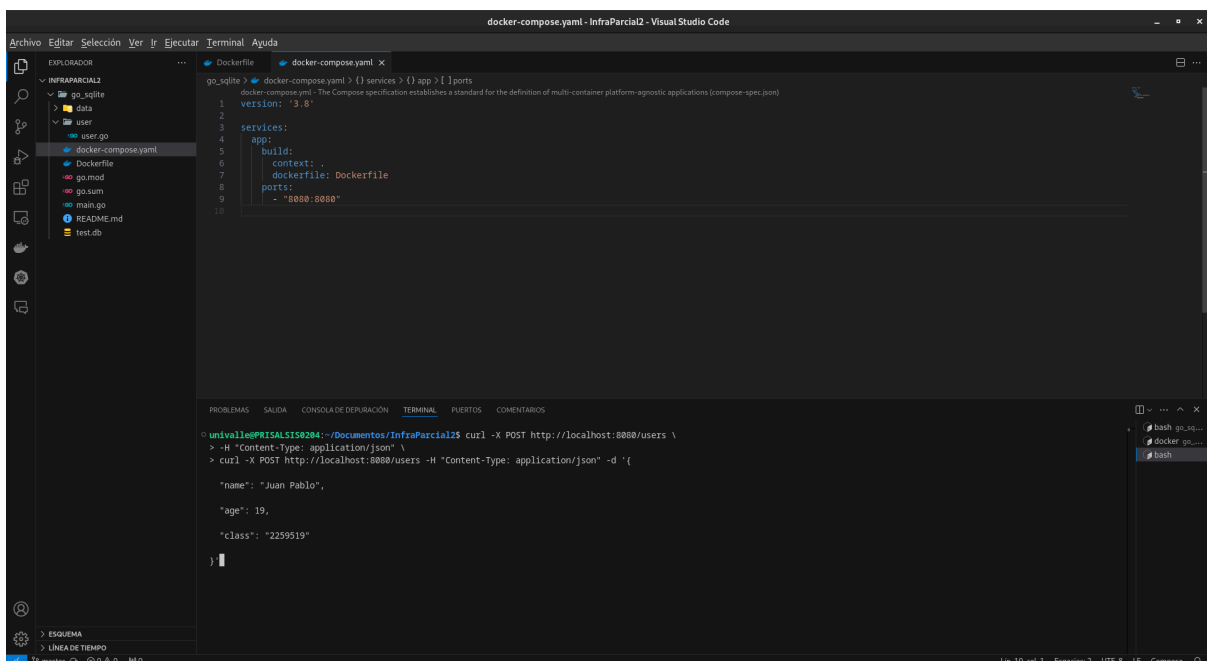 docker-compose.yaml - InfraParcial2 - Visual Studio Code
Archivo Editar Selección Ver Ir Ejecutar Terminal Ayuda
EXPLORADOR
INFRAPARCIAL2
go_sqlite
data
user
user.go
docker-compose.yaml
Dockerfile
go.mod
go.sum
main.go
README.md
test.db
ESQUEMA
LÍNEA DE TIEMPO
Dockerfile docker-compose.yaml
go_sqlite > docker-compose.yaml > {} services > {} app > [ ] ports
docker-compose.yml - The Compose specification establishes a standard for the definition of multi-container platform-agnostic applications (compose-spec.json)
1 version: '3.8'
2
3 services:
4 app:
5 build:
6 context: .
7 dockerfile: Dockerfile
8 ports:
9 - "8080:8080"
10
PROBLEMAS SALIDA CONSOLA DE DEPURACIÓN TERMINAL PUERTOS COMENTARIOS
univalle@PRISALSIS0204:~/Documentos/InfraParcial2$ curl -X POST http://localhost:8080/users \
> -H "Content-Type: application/json" \
> curl -X POST http://localhost:8080/users -H "Content-Type: application/json" -d '{
"name": "Juan Pablo",
"age": 19,
"class": "2259519"
}'
bash go_sq...
docker go_...
bash